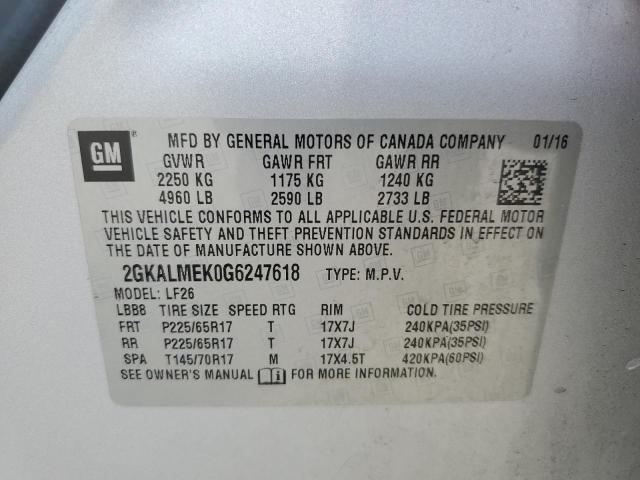 GM ® MFD BY GENERAL MOTORS OF CANADA COMPANY 01/16
GVWR GAWR FRT GAWR RR
2250 KG 1175 KG 1240 KG
4960 LB 2590 LB 2733 LB
THIS VEHICLE CONFORMS TO ALL APPLICABLE U.S. FEDERAL MOTOR
VEHICLE SAFETY AND THEFT PREVENTION STANDARDS IN EFFECT
ON THE DATE OF MANUFACTURE SHOWN ABOVE.
2GKALMEK0G6247618 TYPE: M.P.V.
MODEL: LF26
LBB8 TIRE SIZE SPEED RTG RIM COLD TIRE PRESSURE
FRT P225/65R17 T 17X7J 240KPA(35PSI)
RR P225/65R17 T 17X7J 240KPA(35PSI)
SPA T145/70R17 M 17X4.5T 420KPA(60PSI)
SEE OWNER'S MANUAL FOR MORE INFORMATION.